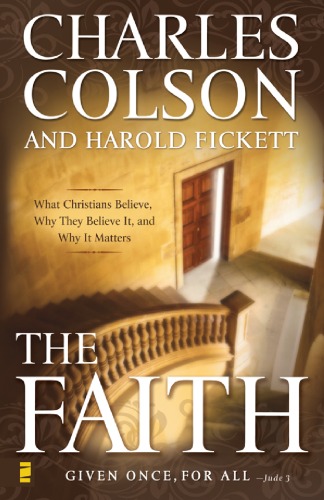 CHARLES
COLSON
AND HAROLD FICKETT
What Christians Believe,
Why They Believe It, and
Why It Matters
THE
FAITH
GIVEN ONCE, FOR ALL —Jude 3